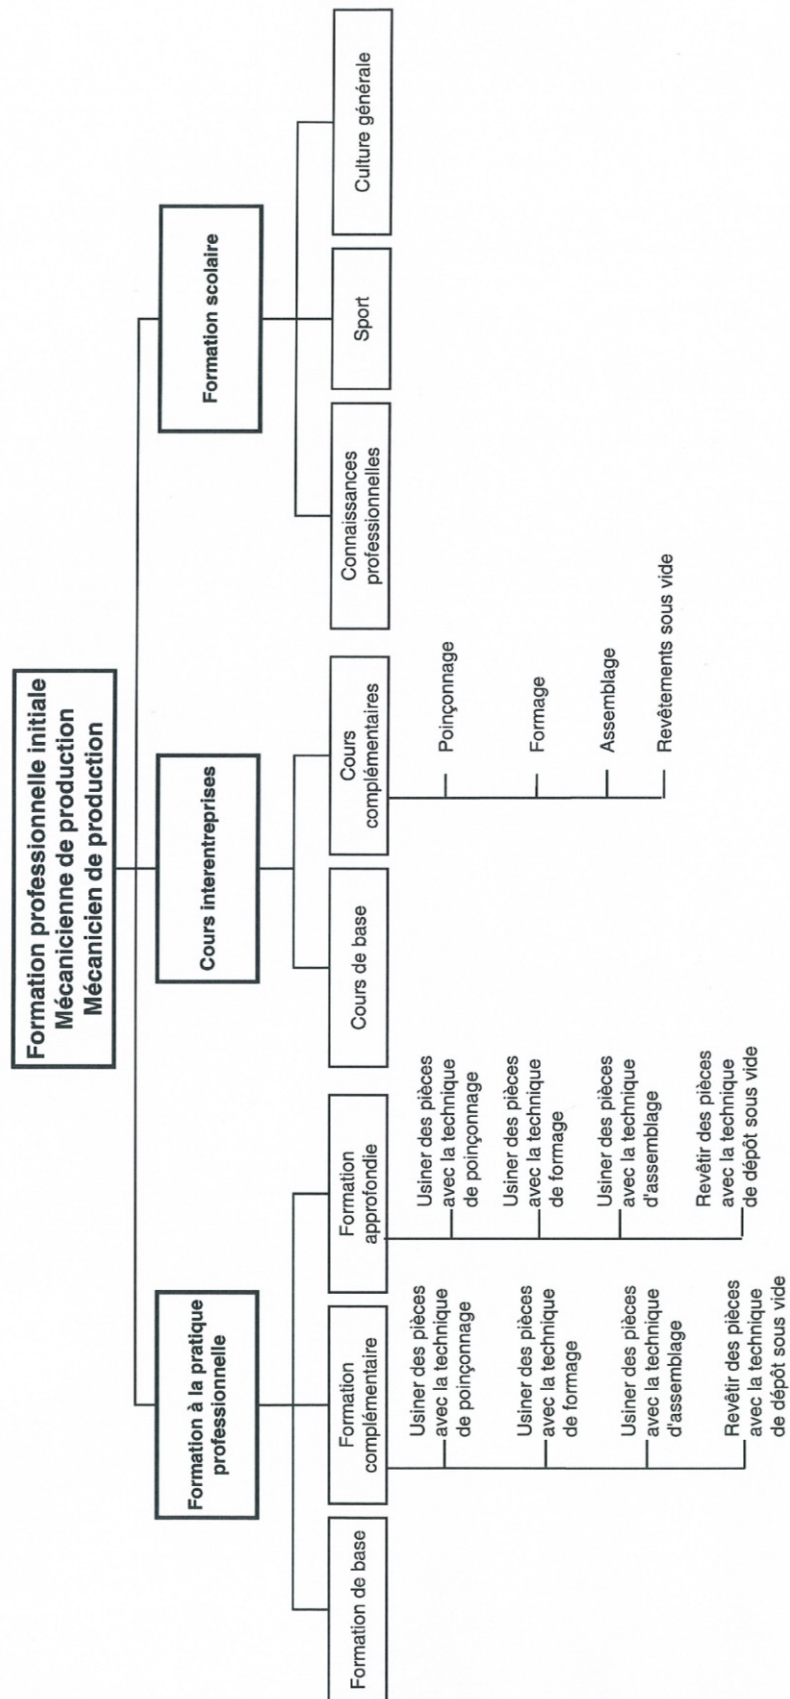 Formation professionnelle initiale
Mécanicienne de production
Mécanicien de production
Formation à la pratique
professionnelle
Cours interentreprises
Formation scolaire
Formation de base
Formation
complémentaire
Formation
approfondie
Cours de base
Cours
complémentaires
Connaissances
professionnelles
Sport
Culture générale
Usiner des pièces
avec la technique
de poinçonnage
Usiner des pièces
avec la technique
de formage
Usiner des pièces
avec la technique
d'assemblage
Revêtir des pièces
avec la technique
de dépôt sous vide
Usiner des pièces
avec la technique
de poinçonnage
Usiner des pièces
avec la technique
de formage
Usiner des pièces
avec la technique
d'assemblage
Revêtir des pièces
avec la technique
de dépôt sous vide
Poinçonnage
Formage
Assemblage
Revêtements sous vide